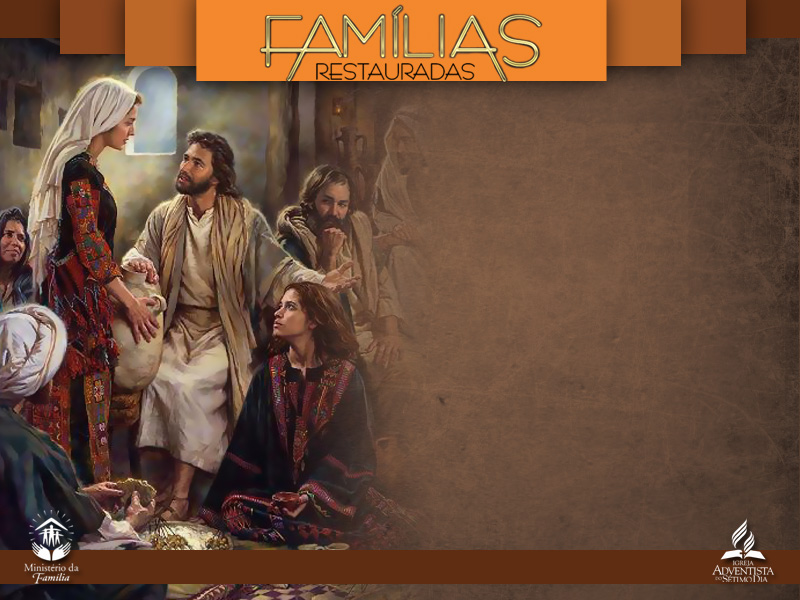 FAMÍLIAS
RESTAURADAS
Ministério da
Família
IGREJA
ADVENTISTA
DO SÉTIMO DIA